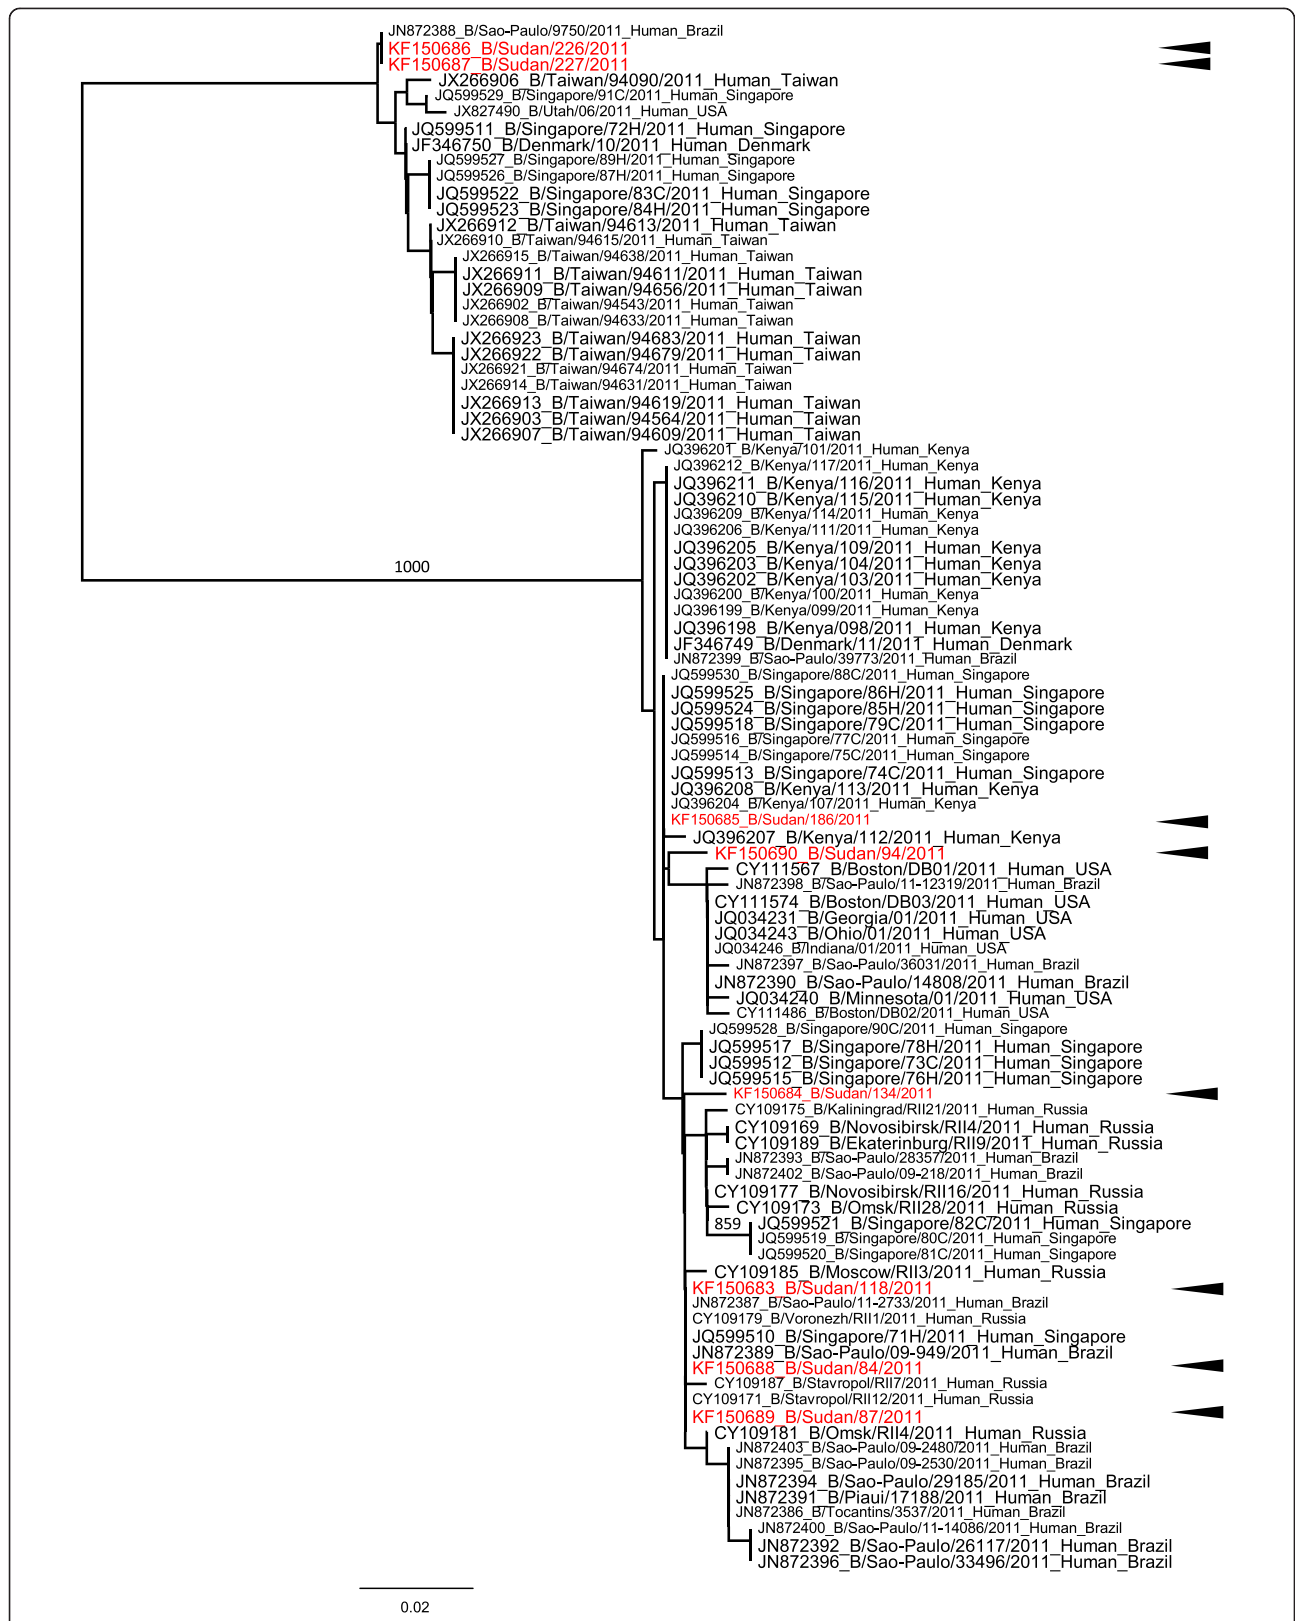 JN872388_B/Sao-Paulo/9750/2011_Human_Brazil
KF150686_B/Sudan/226/2011
KF150687_B/Sudan/227/2011
JX266906_B/Taiwan/94090/2011_Human_Taiwan
JQ599529_B/Singapore/91C/2011_Human_Singapore
JX827490_B/Utah/06/2011_Human_USA
JQ599511_B/Singapore/72H/2011_Human_Singapore
JF346750_B/Denmark/10/2011_Human_Denmark
JQ599527_B/Singapore/89H/2011_Human_Singapore
JQ599526_B/Singapore/87H/2011_Human_Singapore
JQ599522_B/Singapore/83C/2011_Human_Singapore
JQ599523_B/Singapore/84H/2011_Human_Singapore
JX266912_B/Taiwan/94613/2011_Human_Taiwan
JX266910_B/Taiwan/94615/2011_Human_Taiwan
JX266915_B/Taiwan/94638/2011_Human_Taiwan
JX266911_B/Taiwan/94611/2011_Human_Taiwan
JX266909_B/Taiwan/94656/2011_Human_Taiwan
JX266902_B/Taiwan/94543/2011_Human_Taiwan
JX266908_B/Taiwan/94633/2011_Human_Taiwan
JX266923_B/Taiwan/94683/2011_Human_Taiwan
JX266922_B/Taiwan/94679/2011_Human_Taiwan
JX266921_B/Taiwan/94674/2011_Human_Taiwan
JX266914_B/Taiwan/94631/2011_Human_Taiwan
JX266913_B/Taiwan/94619/2011_Human_Taiwan
JX266903_B/Taiwan/94564/2011_Human_Taiwan
JX266907_B/Taiwan/94609/2011_Human_Taiwan
JQ396201_B/Kenya/101/2011_Human_Kenya
JQ396212_B/Kenya/117/2011_Human_Kenya
JQ396211_B/Kenya/116/2011_Human_Kenya
JQ396210_B/Kenya/115/2011_Human_Kenya
JQ396209_B/Kenya/114/2011_Human_Kenya
JQ396206_B/Kenya/111/2011_Human_Kenya
JQ396205_B/Kenya/109/2011_Human_Kenya
JQ396203_B/Kenya/104/2011_Human_Kenya
1000
JQ396202_B/Kenya/103/2011_Human_Kenya
JQ396200_B/Kenya/100/2011_Human_Kenya
JQ396199_B/Kenya/099/2011_Human_Kenya
JQ396198_B/Kenya/098/2011_Human_Kenya
JF346749_B/Denmark/11/2011_Human_Denmark
JN872399_B/Sao-Paulo/39773/2011_Human_Brazil
JQ599530_B/Singapore/88C/2011_Human_Singapore
JQ599525_B/Singapore/86H/2011_Human_Singapore
JQ599524_B/Singapore/85H/2011_Human_Singapore
JQ599518_B/Singapore/79C/2011_Human_Singapore
JQ599516_B/Singapore/77C/2011_Human_Singapore
JQ599514_B/Singapore/75C/2011_Human_Singapore
JQ599513_B/Singapore/74C/2011_Human_Singapore
JQ396208_B/Kenya/113/2011_Human_Kenya
JQ396204_B/Kenya/107/2011_Human_Kenya
KF150685_B/Sudan/186/2011
JQ396207_B/Kenya/112/2011_Human_Kenya
KF150690_B/Sudan/94/2011
CY111567_B/Boston/DB01/2011_Human_USA
JN872398_B/Sao-Paulo/11-12319/2011_Human_Brazil
CY111574_B/Boston/DB03/2011_Human_USA
JQ034231_B/Georgia/01/2011_Human_USA
JQ034243_B/Ohio/01/2011_Human_USA
JQ034246_B/Indiana/01/2011_Human_USA
JN872397_B/Sao-Paulo/36031/2011_Human_Brazil
JN872390_B/Sao-Paulo/14808/2011_Human_Brazil
JQ034240_B/Minnesota/01/2011_Human_USA
CY111486_B/Boston/DB02/2011_Human_USA
JQ599528_B/Singapore/90C/2011_Human_Singapore
JQ599517_B/Singapore/78H/2011_Human_Singapore
JQ599512_B/Singapore/73C/2011_Human_Singapore
JQ599515_B/Singapore/76H/2011_Human_Singapore
KF150684_B/Sudan/134/2011
CY109175_B/Kaliningrad/RII21/2011_Human_Russia
CY109169_B/Novosibirsk/RII4/2011_Human_Russia
CY109189_B/Ekaterinburg/RII9/2011_Human_Russia
JN872393_B/Sao-Paulo/28357/2011_Human_Brazil
JN872402_B/Sao-Paulo/09-218/2011_Human_Brazil
CY109177_B/Novosibirsk/RII16/2011_Human_Russia
CY109173_B/Omsk/RII28/2011_Human_Russia
859 JQ599521_B/Singapore/82C/2011_Human_Singapore
JQ599519_B/Singapore/80C/2011_Human_Singapore
JQ599520_B/Singapore/81C/2011_Human_Singapore
CY109185_B/Moscow/RII3/2011_Human_Russia
KF150683_B/Sudan/118/2011
JN872387_B/Sao-Paulo/11-2733/2011_Human_Brazil
CY109179_B/Voronezh/RII1/2011_Human_Russia
JQ599510_B/Singapore/71H/2011_Human_Singapore
JN872389_B/Sao-Paulo/09-949/2011_Human_Brazil
KF150688_B/Sudan/84/2011
CY109187_B/Stavropol/RII7/2011_Human_Russia
CY109171_B/Stavropol/RII12/2011_Human_Russia
KF150689_B/Sudan/87/2011
CY109181_B/Omsk/RII4/2011_Human_Russia
JN872403_B/Sao-Paulo/09-2480/2011_Human_Brazil
JN872395_B/Sao-Paulo/09-2530/2011_Human_Brazil
JN872394_B/Sao-Paulo/29185/2011_Human_Brazil
JN872391_B/Piaui/17188/2011_Human_Brazil
JN872386_B/Tocantins/3537/2011_Human_Brazil
JN872400_B/Sao-Paulo/11-14086/2011_Human_Brazil
JN872392_B/Sao-Paulo/26117/2011_Human_Brazil
JN872396_B/Sao-Paulo/33496/2011_Human_Brazil
0.02